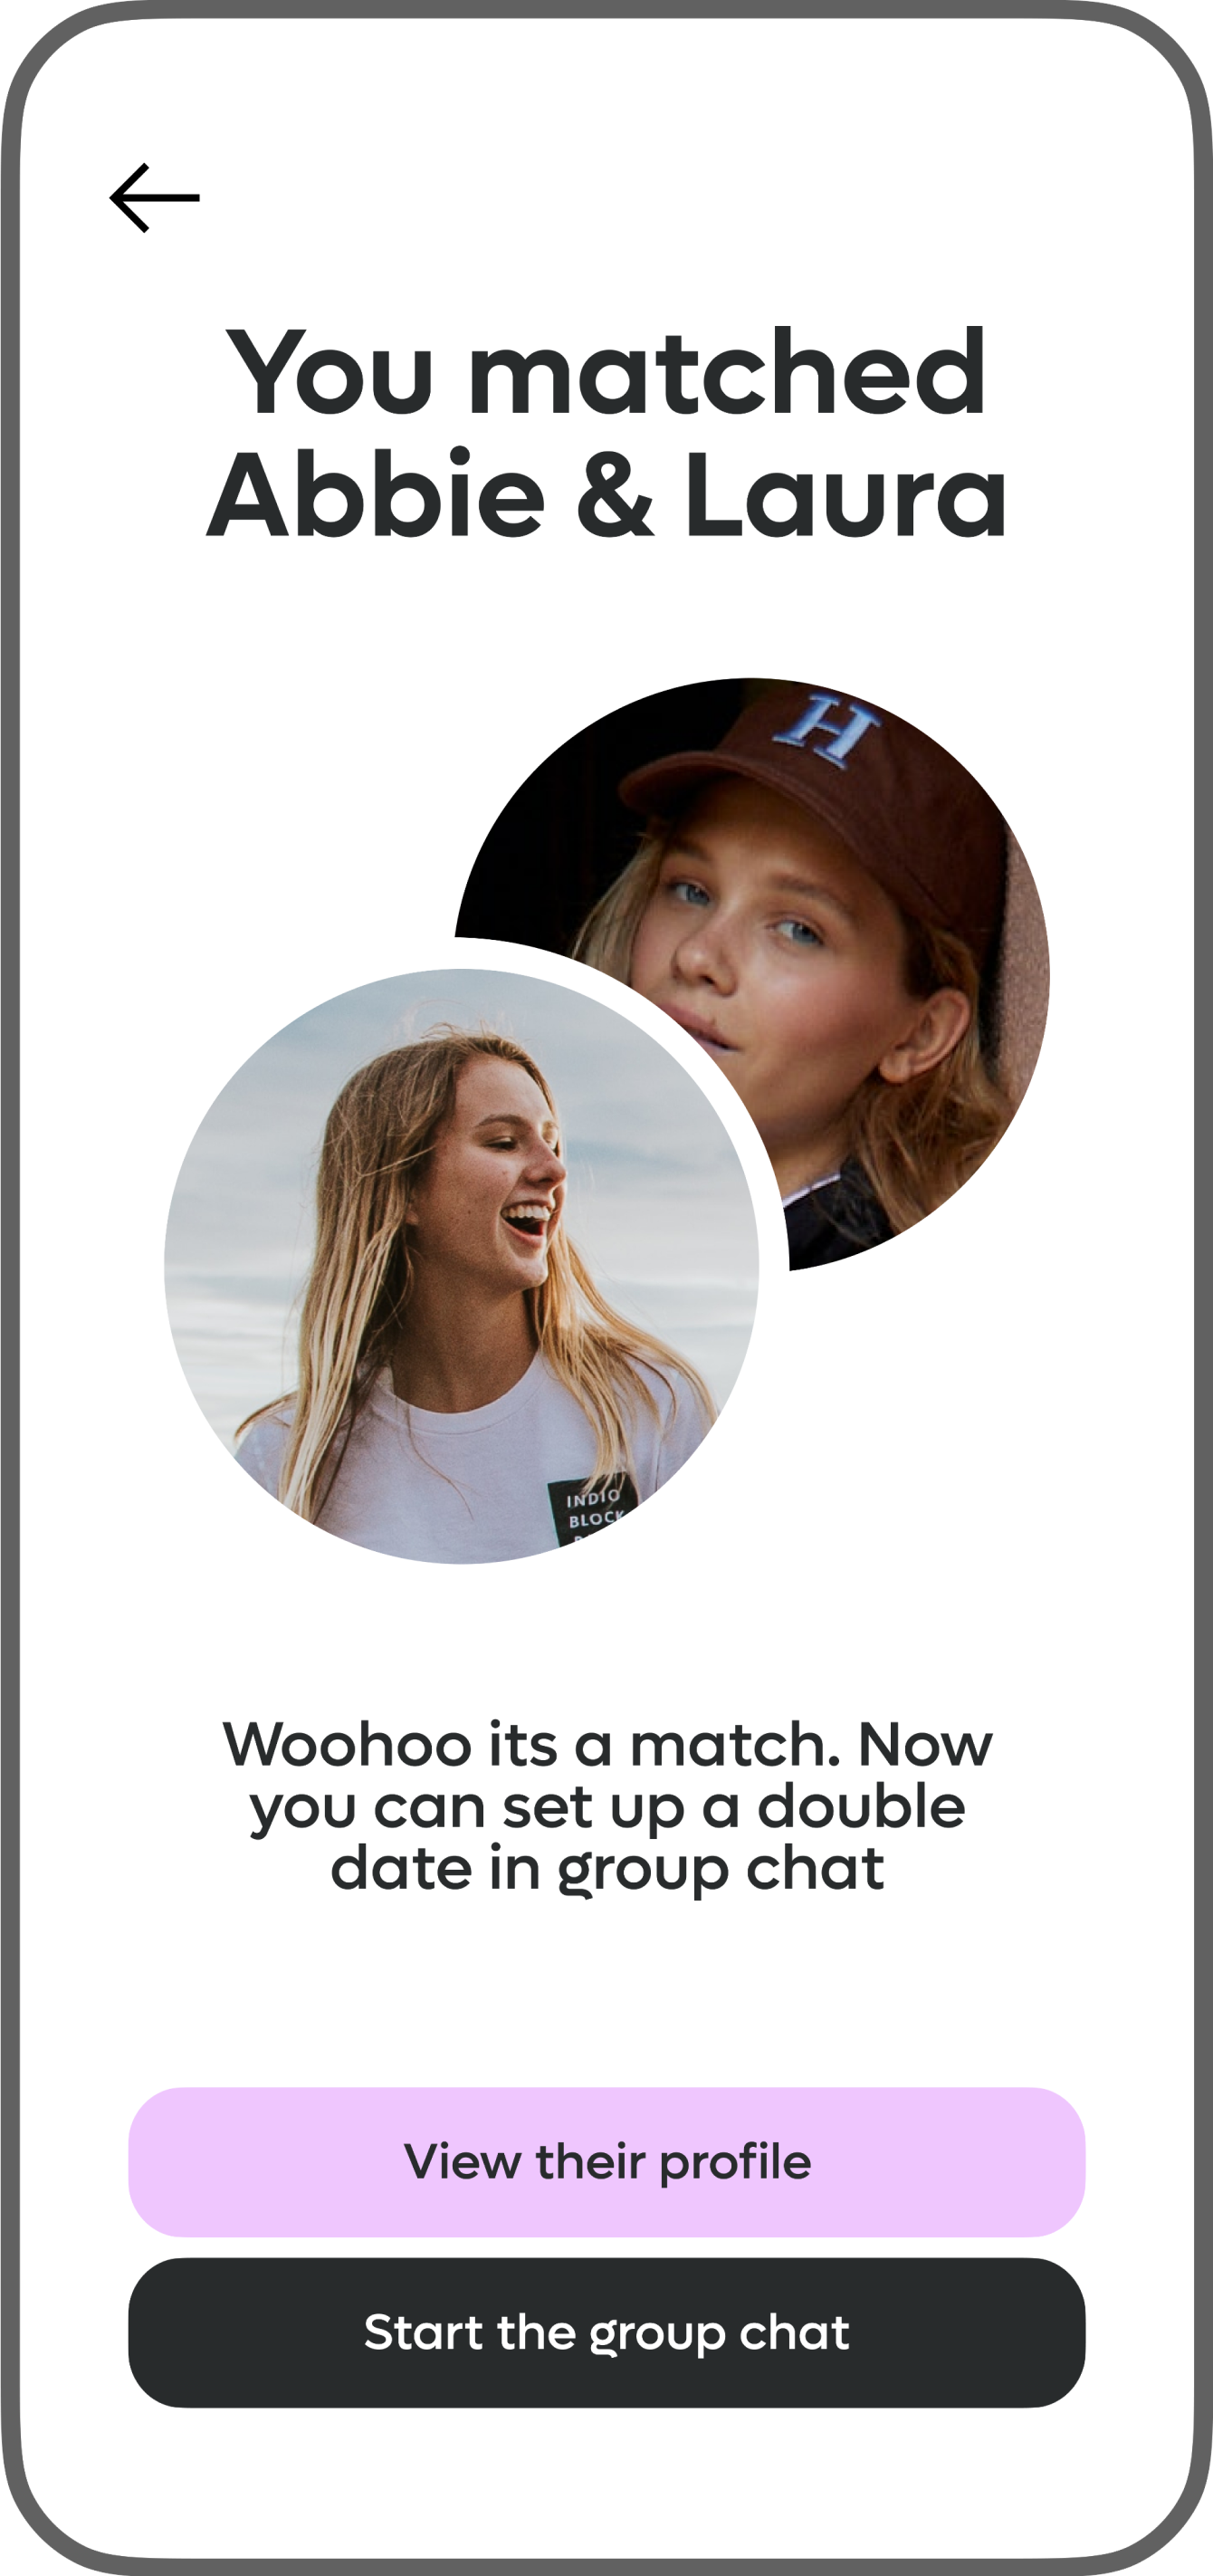 You matched
Abbie & Laura
H
INDIO
BLOCK
Woohoo its a match. Now
you can set up a double
date in group chat
View their profile
Start the group chat